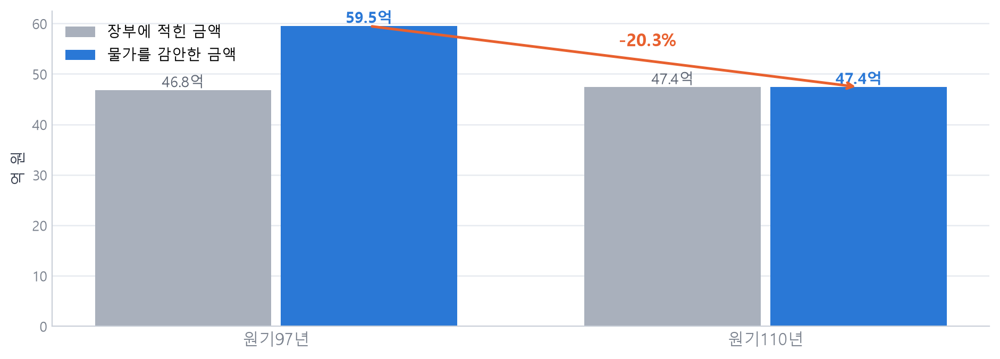 59.5억
60
장부에 적힌 금액
물가를 감안한 금액
-20.3%
50
46.8억
47.4억
47.4억
40
억 원
30
20
10
0
원기97년
원기110년